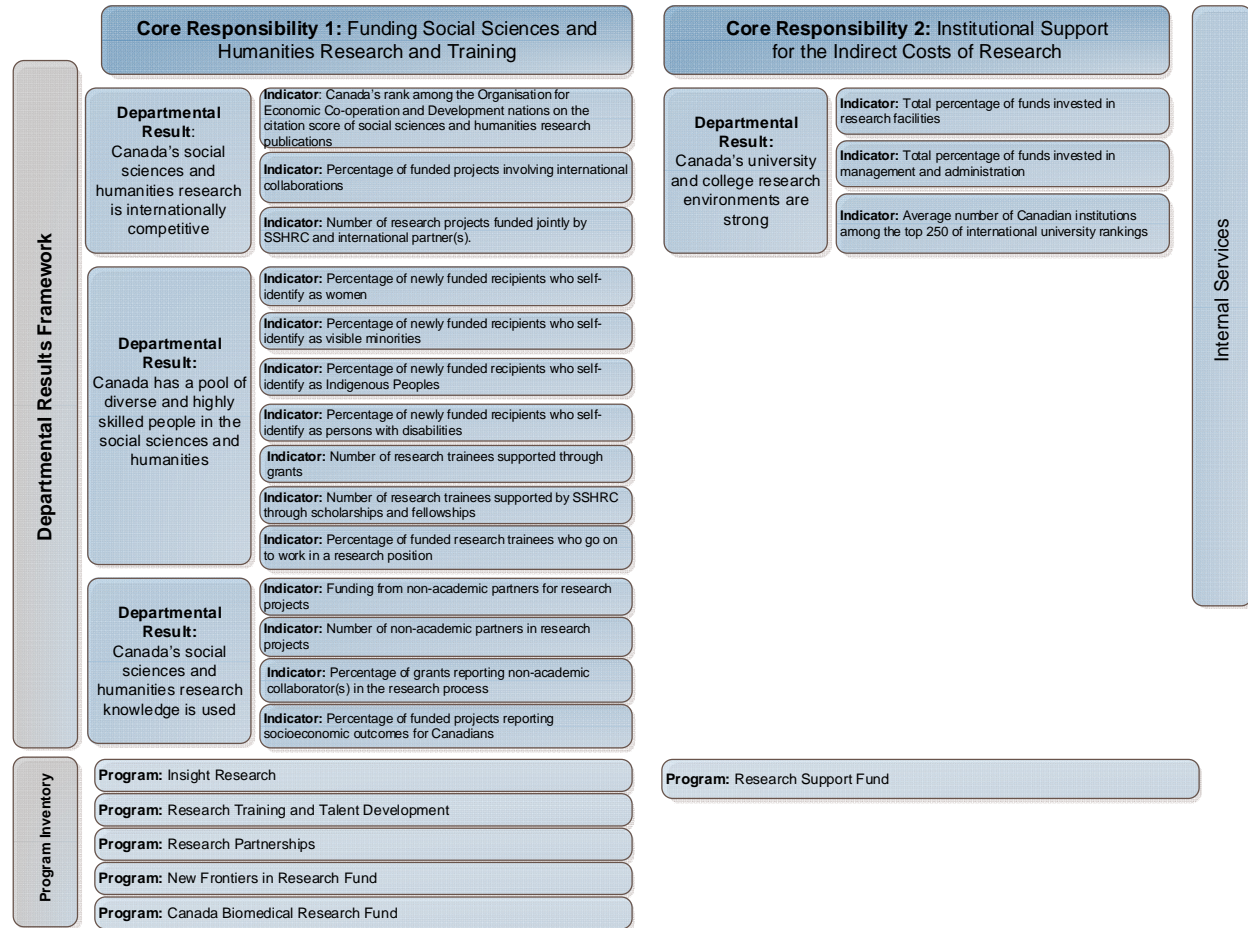 Core Responsibility 1: Funding Social Sciences and
Humanities Research and Training
Core Responsibility 2: Institutional Support
for the Indirect Costs of Research
Internal Services
Departmental Results Framework
Departmental
Result:
Canada's social
sciences and
humanities research
is internationally
competitive
Indicator: Canada's rank among the Organisation for
Economic Co-operation and Development nations on the
citation score of social sciences and humanities research
publications
Indicator: Percentage of funded projects involving international
collaborations
Indicator: Number of research projects funded jointly by
SSHRC and international partner(s).
Departmental
Result:
Canada's university
and college research
environments are
strong
Indicator: Total percentage of funds invested in
research facilities
Indicator: Total percentage of funds invested in
management and administration
Indicator: Average number of Canadian institutions
among the top 250 of international university rankings
Departmental
Result:
Canada has a pool of
diverse and highly
skilled people in the
social sciences and
humanities
Indicator: Percentage of newly funded recipients who self-
identify as women
Indicator: Percentage of newly funded recipients who self-
identify as visible minorities
Indicator: Percentage of newly funded recipients who self-
identify as Indigenous Peoples
Indicator: Percentage of newly funded recipients who self-
identify as persons with disabilities
Indicator: Number of research trainees supported through
grants
Indicator: Number of research trainees supported by SSHRC
through scholarships and fellowships
Indicator: Percentage of funded research trainees who go on
to work in a research position
Departmental
Result:
Canada's social
sciences and
humanities research
knowledge is used
Indicator: Funding from non-academic partners for research
projects
Indicator: Number of non-academic partners in research
projects
Indicator: Percentage of grants reporting non-academic
collaborator(s) in the research process
Indicator: Percentage of funded projects reporting
socioeconomic outcomes for Canadians
Program Inventory
Program: Insight Research
Program: Research Training and Talent Development
Program: Research Partnerships
Program: New Frontiers in Research Fund
Program: Canada Biomedical Research Fund
Program: Research Support Fund